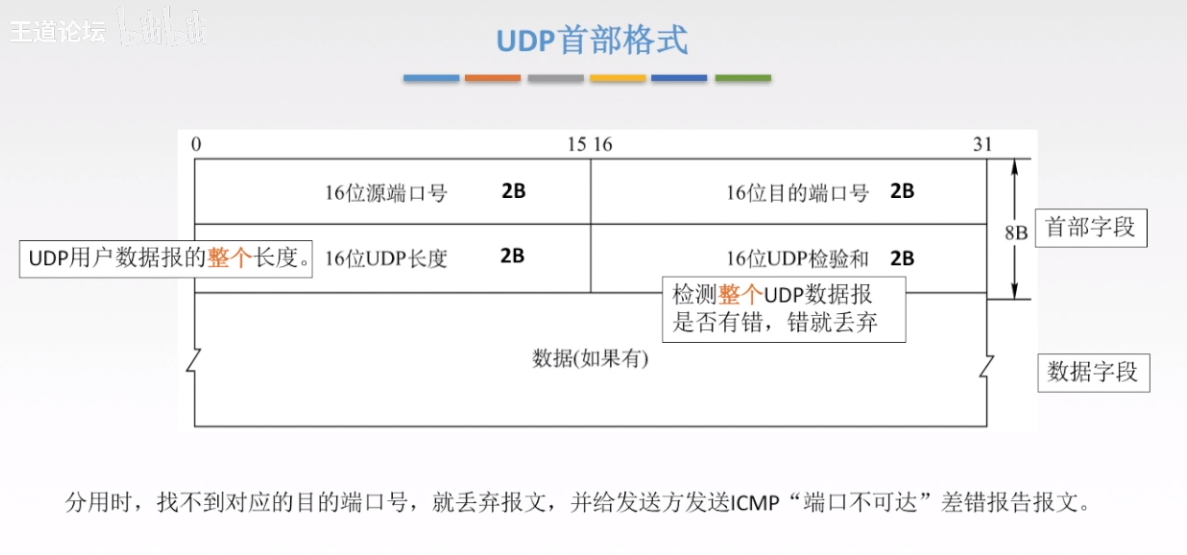 王道论坛
UDP首部格式
0 15 16 31
16位源端口号 2B 16位目的端口号 2B
8B
首部字段
UDP用户数据报的整个长度。
16位UDP长度 2B 16位UDP检验和 2B
检测整个UDP数据报
是否有错，错就丢弃
数据(如果有)
数据字段
分用时，找不到对应的目的端口号，就丢弃报文，并给发送方发送ICMP“端口不可达”差错报告报文。